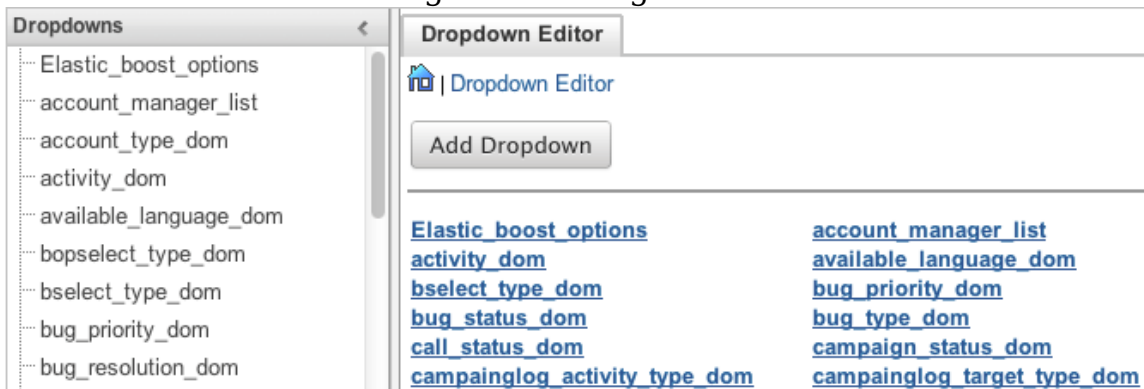 Dropdowns
Elastic_boost_options
account_manager_list
account_type_dom
activity_dom
available_language_dom
bopselect_type_dom
bselect_type_dom
bug_priority_dom
bug_resolution_dom
Dropdown Editor
| Dropdown Editor
Add Dropdown
Elastic_boost_options account_manager_list
activity_dom available_language_dom
bselect_type_dom bug_priority_dom
bug_status_dom bug_type_dom
call_status_dom campaign_status_dom
campainglog_activity_type_dom campainglog_target_type_dom